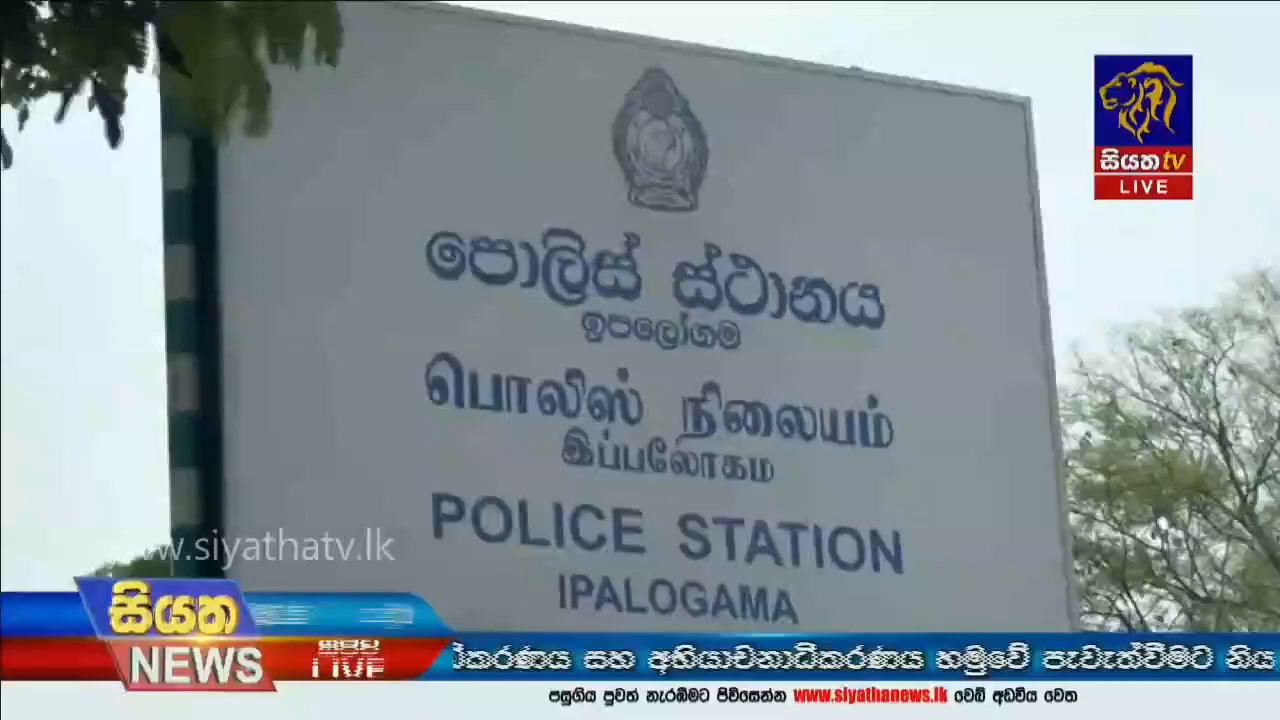 සියත tv
LIVE
පොලිස් ස්ථානය
ඉපලෝගම
பொலிஸ் நிலையம்
இப்பலோகம
POLICE STATION
IPALOGAMA
www.siyathatv.lk
සියත
NEWS
LIVE
කරණය සහ අභියාචනාධිකරණය හමුවේ පැවැත්වීමට නිය
පසුගිය පුවත් නැරඹීමට පිවිසෙන්න www.siyathanews.lk වෙබ් අඩවිය වෙත